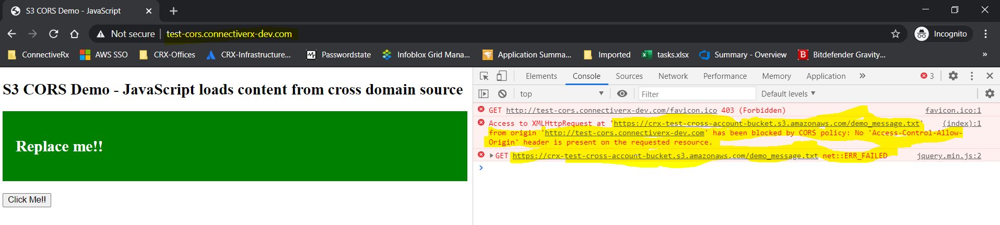 S3 CORS Demo - JavaScript
Not secure | test-cors.connectiverx-dev.com
Incognito
ConnectiveRx AWS SSO CRX-Offices CRX-Infrastructure... Passwordstate Infoblox Grid Mana... Application Summa... Imported tasks.xlsx Summary - Overview Bitdefender Gravity... »
S3 CORS Demo - JavaScript loads content from cross domain source
Replace me!!
Click Me!!
Elements Console Sources Network Performance Memory Application » 3
top Filter Default levels
GET http://test-cors.connectiverx-dev.com/favicon.ico 403 (Forbidden) favicon.ico:1
Access to XMLHttpRequest at 'https://crx-test-cross-account-bucket.s3.amazonaws.com/demo_message.txt' (index):1
from origin 'http://test-cors.connectiverx-dev.com' has been blocked by CORS policy: No 'Access-Control-Allow-
Origin' header is present on the requested resource.
GET https://crx-test-cross-account-bucket.s3.amazonaws.com/demo_message.txt net::ERR_FAILED jquery.min.js:2